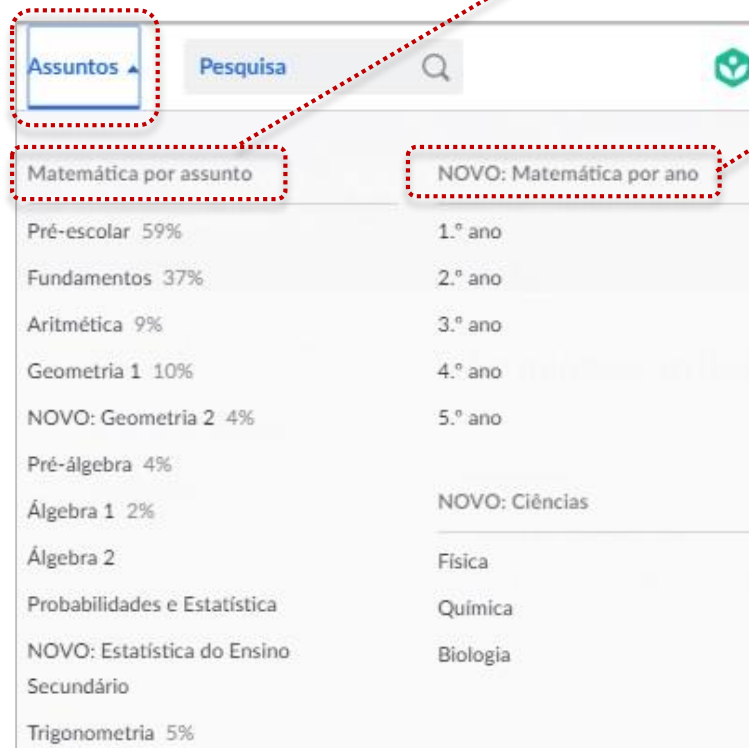 Assuntos
Pesquisa
Matemática por assunto
Pré-escolar 59%
Fundamentos 37%
Aritmética 9%
Geometria 1 10%
NOVO: Geometria 2 4%
Pré-álgebra 4%
Álgebra 1 2%
Álgebra 2
Probabilidades e Estatística
NOVO: Estatística do Ensino
Secundário
Trigonometria 5%
NOVO: Matemática por ano
1.º ano
2.º ano
3.º ano
4.º ano
5.º ano
NOVO: Ciências
Física
Química
Biologia